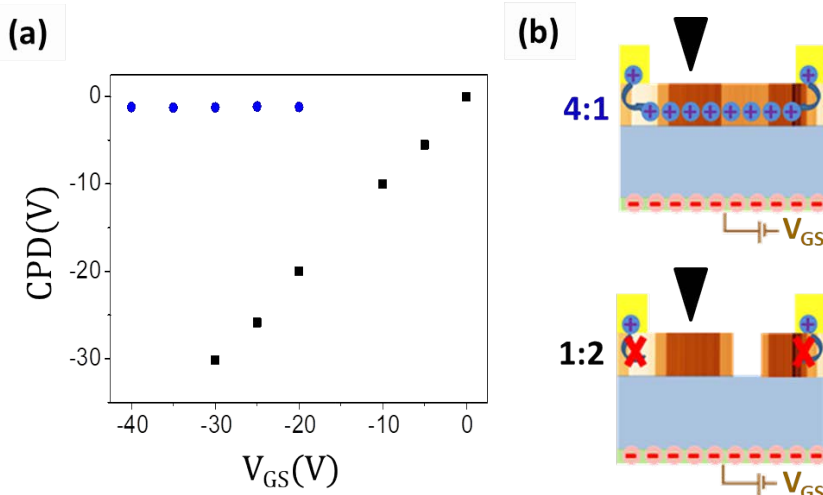 (a)
0
-10
-20
-30
CPD(V)
-40
-30
-20
-10
0
V_GS(V)
(b)
4:1
+ +
+ + + + + + + +
- - - - - - - - -
V_GS
1:2
+ +
X X
- - - - - - - - -
V_GS